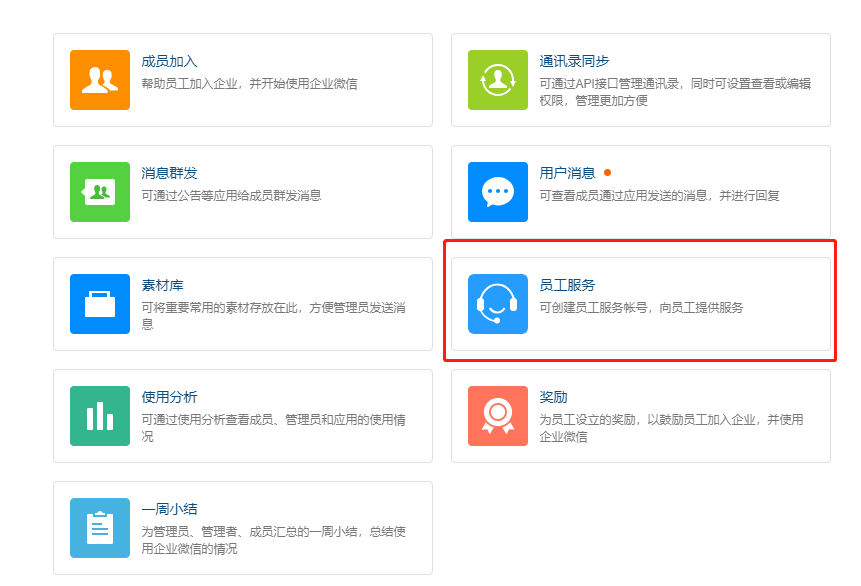 成员加入
帮助员工加入企业，并开始使用企业微信
通讯录同步
可通过API接口管理通讯录，同时可设置查看或编辑
权限，管理更加方便
消息群发
可通过公告等应用给成员群发消息
用户消息
可查看成员通过应用发送的消息，并进行回复
素材库
可将重要常用的素材存放在此，方便管理员发送消
息
员工服务
可创建员工服务帐号，向员工提供服务
使用分析
可通过使用分析查看成员、管理员和应用的使用情
况
奖励
为员工设立的奖励，以鼓励员工加入企业，并使用
企业微信
一周小结
为管理员、管理者、成员汇总的一周小结，总结使
用企业微信的情况